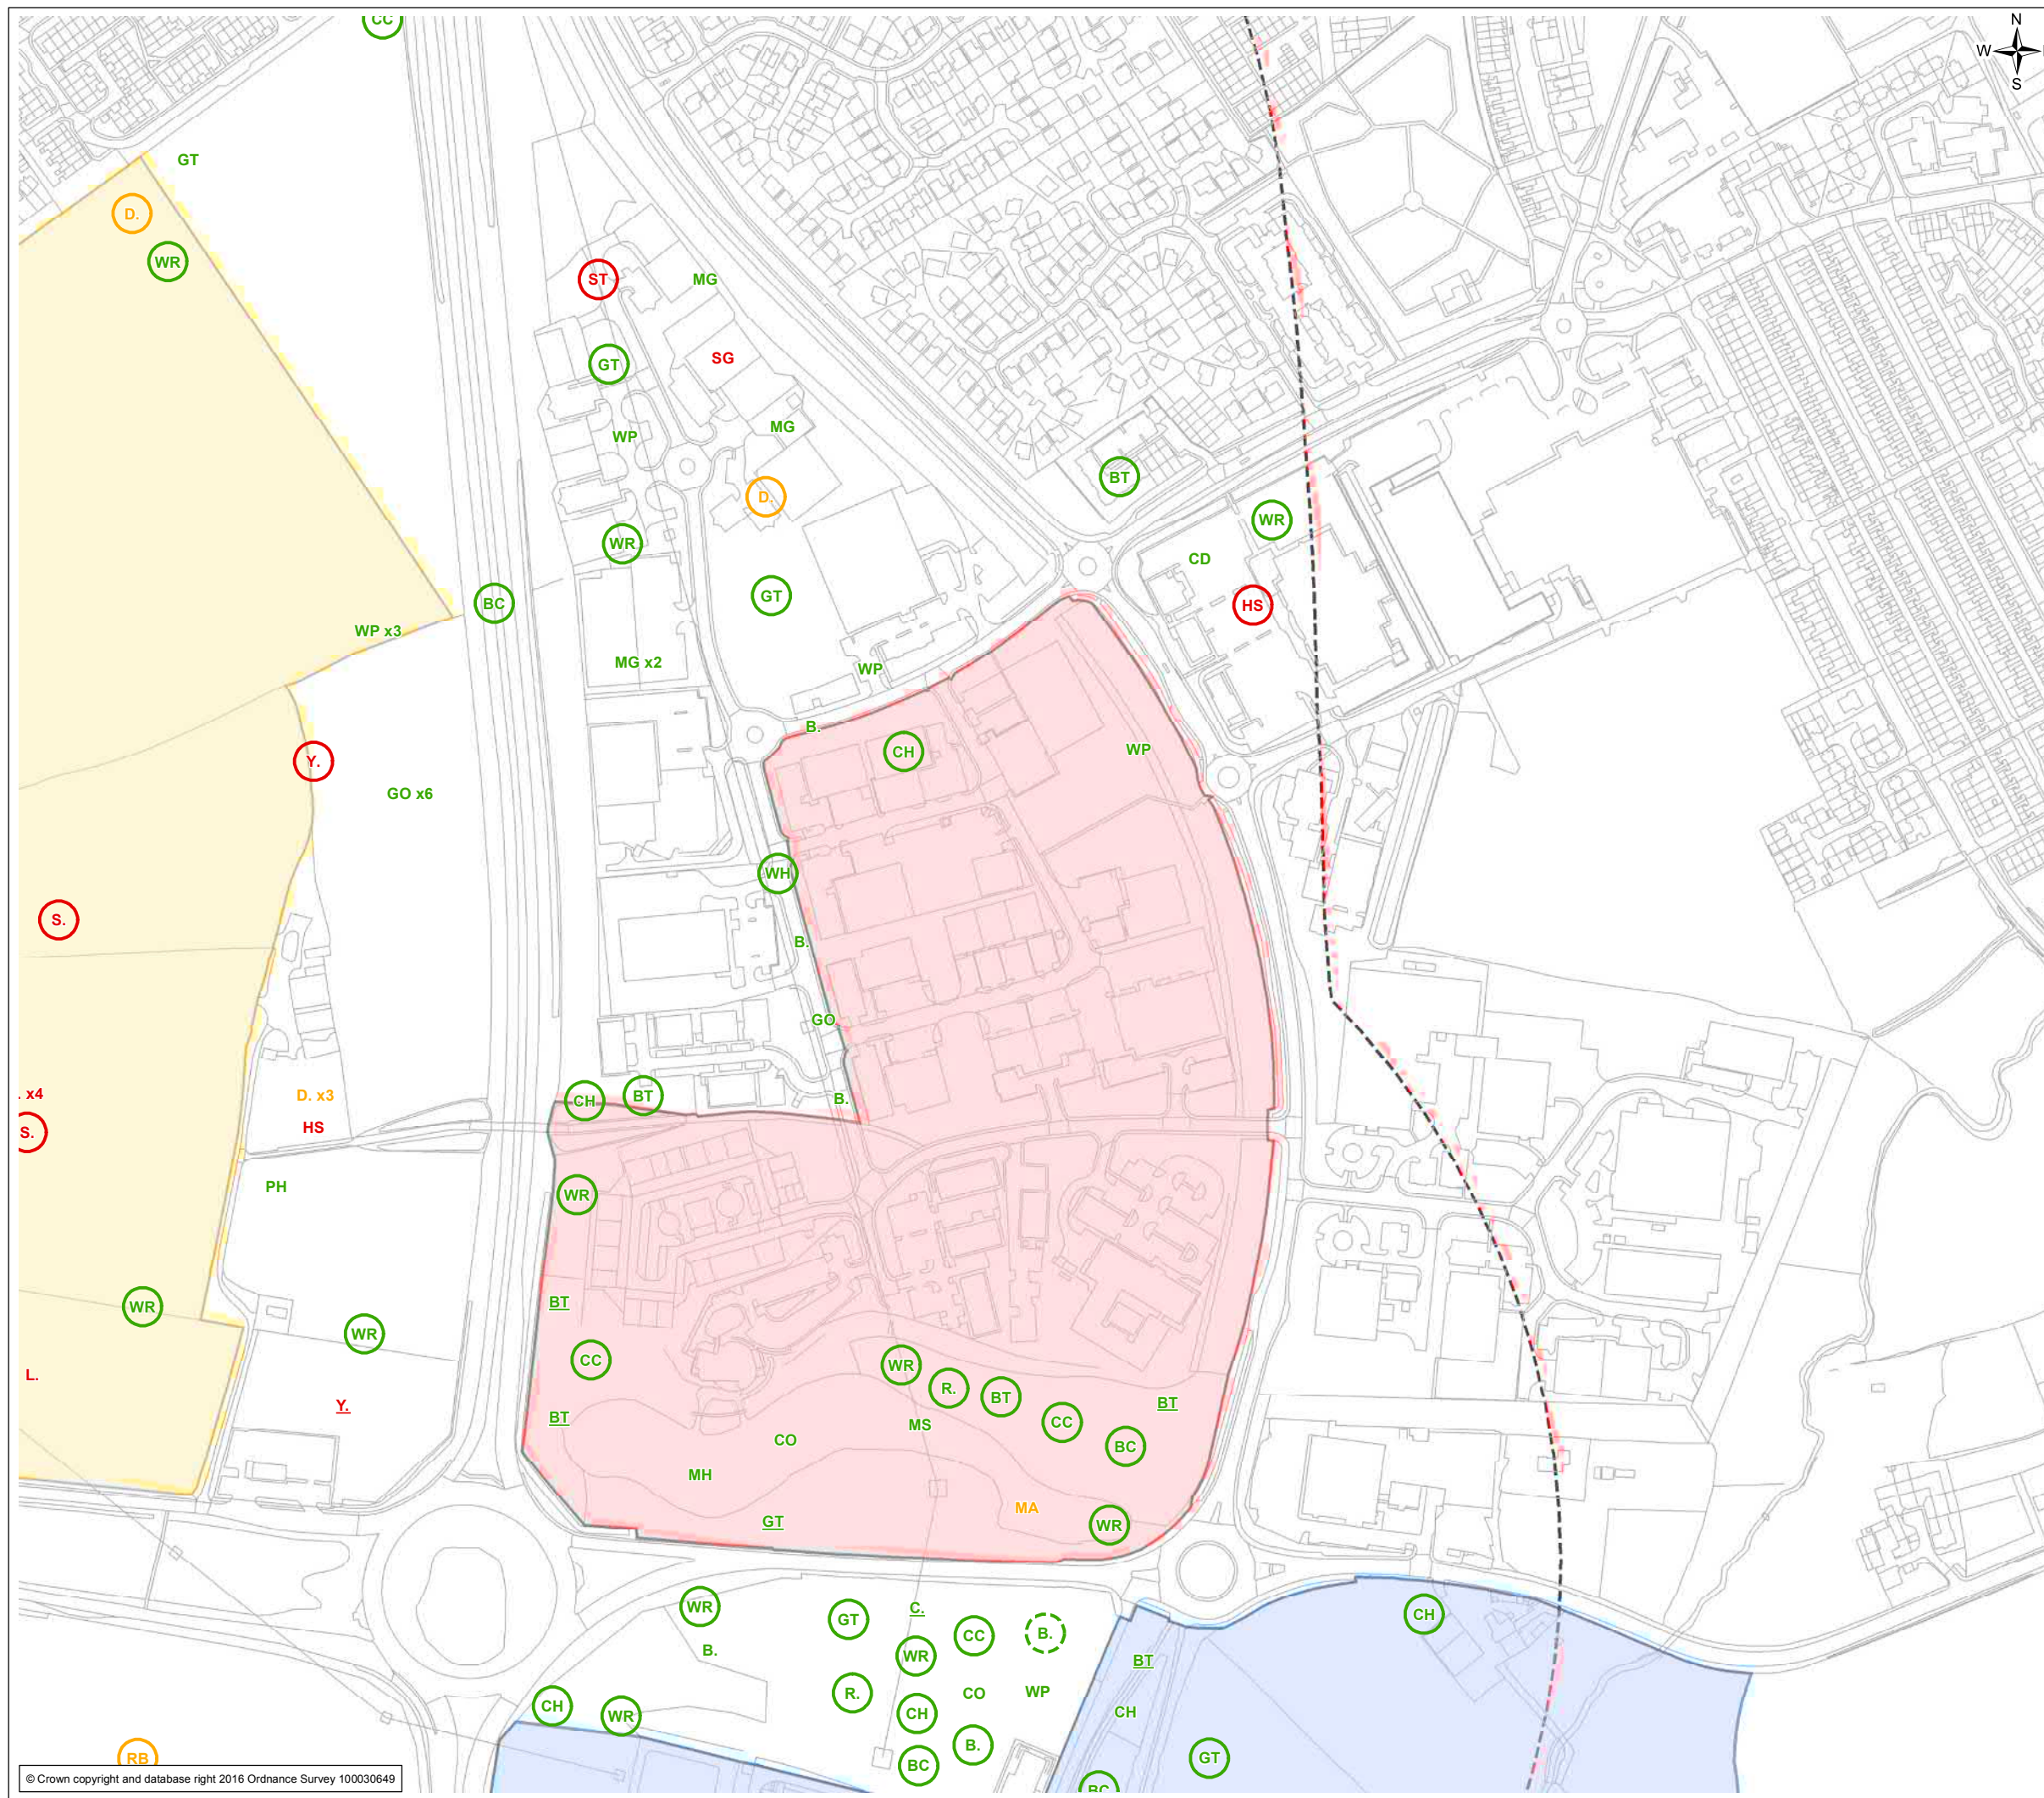 CC
N
W
S
GT
D.
WR
ST
MG
GT
SG
WP
MG
BT
D.
WR
WR
CD
BC
GT
HS
WP x3
MG x2
WP
B.
CH
WP
Y.
GO x6
WH
S.
B.
GO
. x4
D. x3
CH
BT
B.
HS
S.
PH
WR
BT
WR
WR
CC
WR
L.
R.
BT
Y.
BT
BT
CC
MS
CO
BC
MH
MA
GT
WR
WR
GT
C.
CC
B.
CH
B.
WR
BT
R.
CO
WP
CH
WR
CH
CH
B.
GT
RB
BC
BC
© Crown copyright and database right 2016 Ordnance Survey 100030649